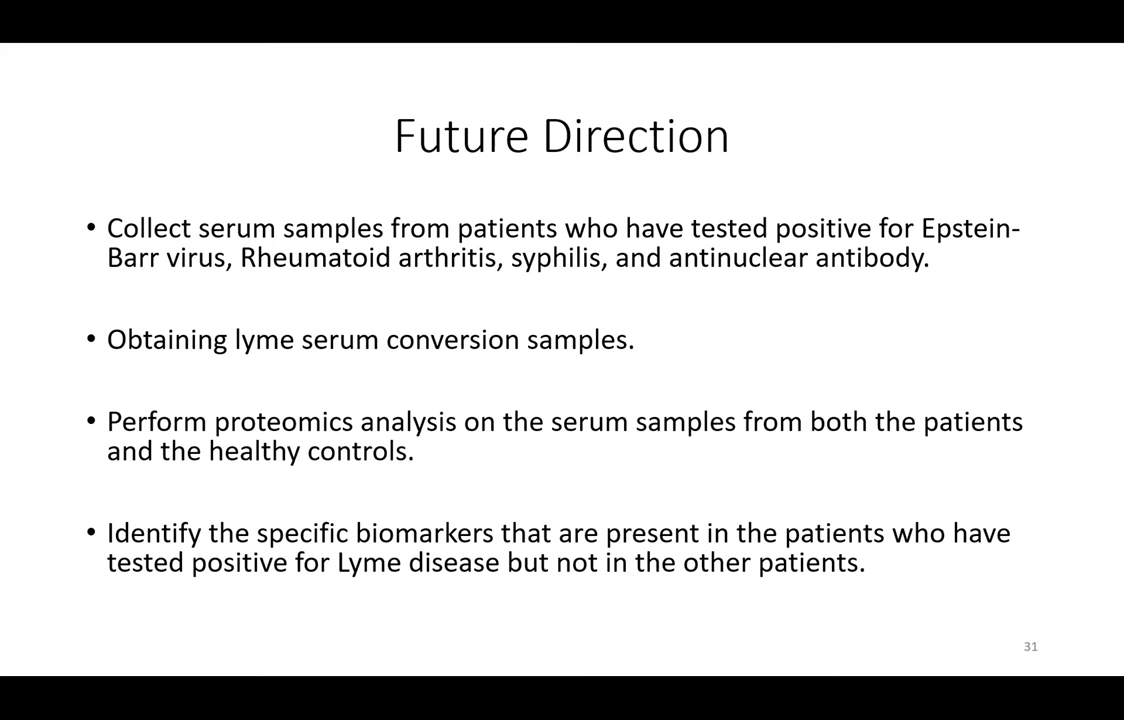 Future Direction
• Collect serum samples from patients who have tested positive for Epstein-
Barr virus, Rheumatoid arthritis, syphilis, and antinuclear antibody.
• Obtaining lyme serum conversion samples.
• Perform proteomics analysis on the serum samples from both the patients
and the healthy controls.
• Identify the specific biomarkers that are present in the patients who have
tested positive for Lyme disease but not in the other patients.
31